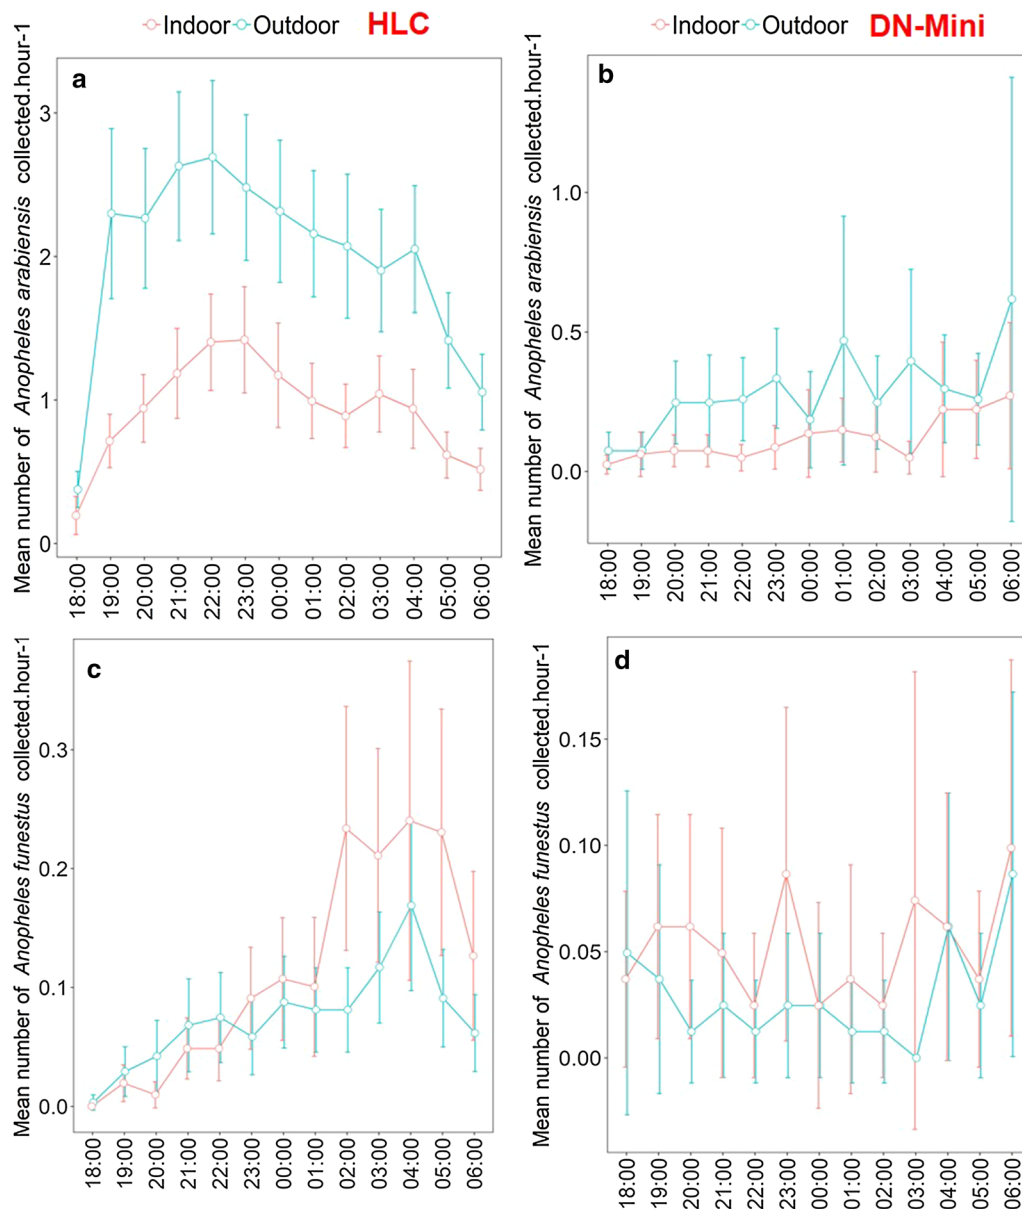 Indoor Outdoor HLC
Indoor Outdoor DN-Mini
a
Mean number of Anopheles arabiensis collected.hour-1
3
2
1
0
18:00 19:00 20:00 21:00 22:00 23:00 00:00 01:00 02:00 03:00 04:00 05:00 06:00
b
Mean number of Anopheles arabiensis collected.hour-1
1.0
0.5
0.0
18:00 19:00 20:00 21:00 22:00 23:00 00:00 01:00 02:00 03:00 04:00 05:00 06:00
c
Mean number of Anopheles funestus collected.hour-1
0.3
0.2
0.1
0.0
18:00 19:00 20:00 21:00 22:00 23:00 00:00 01:00 02:00 03:00 04:00 05:00 06:00
d
Mean number of Anopheles funestus collected.hour-1
0.15
0.10
0.05
0.00
18:00 19:00 20:00 21:00 22:00 23:00 00:00 01:00 02:00 03:00 04:00 05:00 06:00